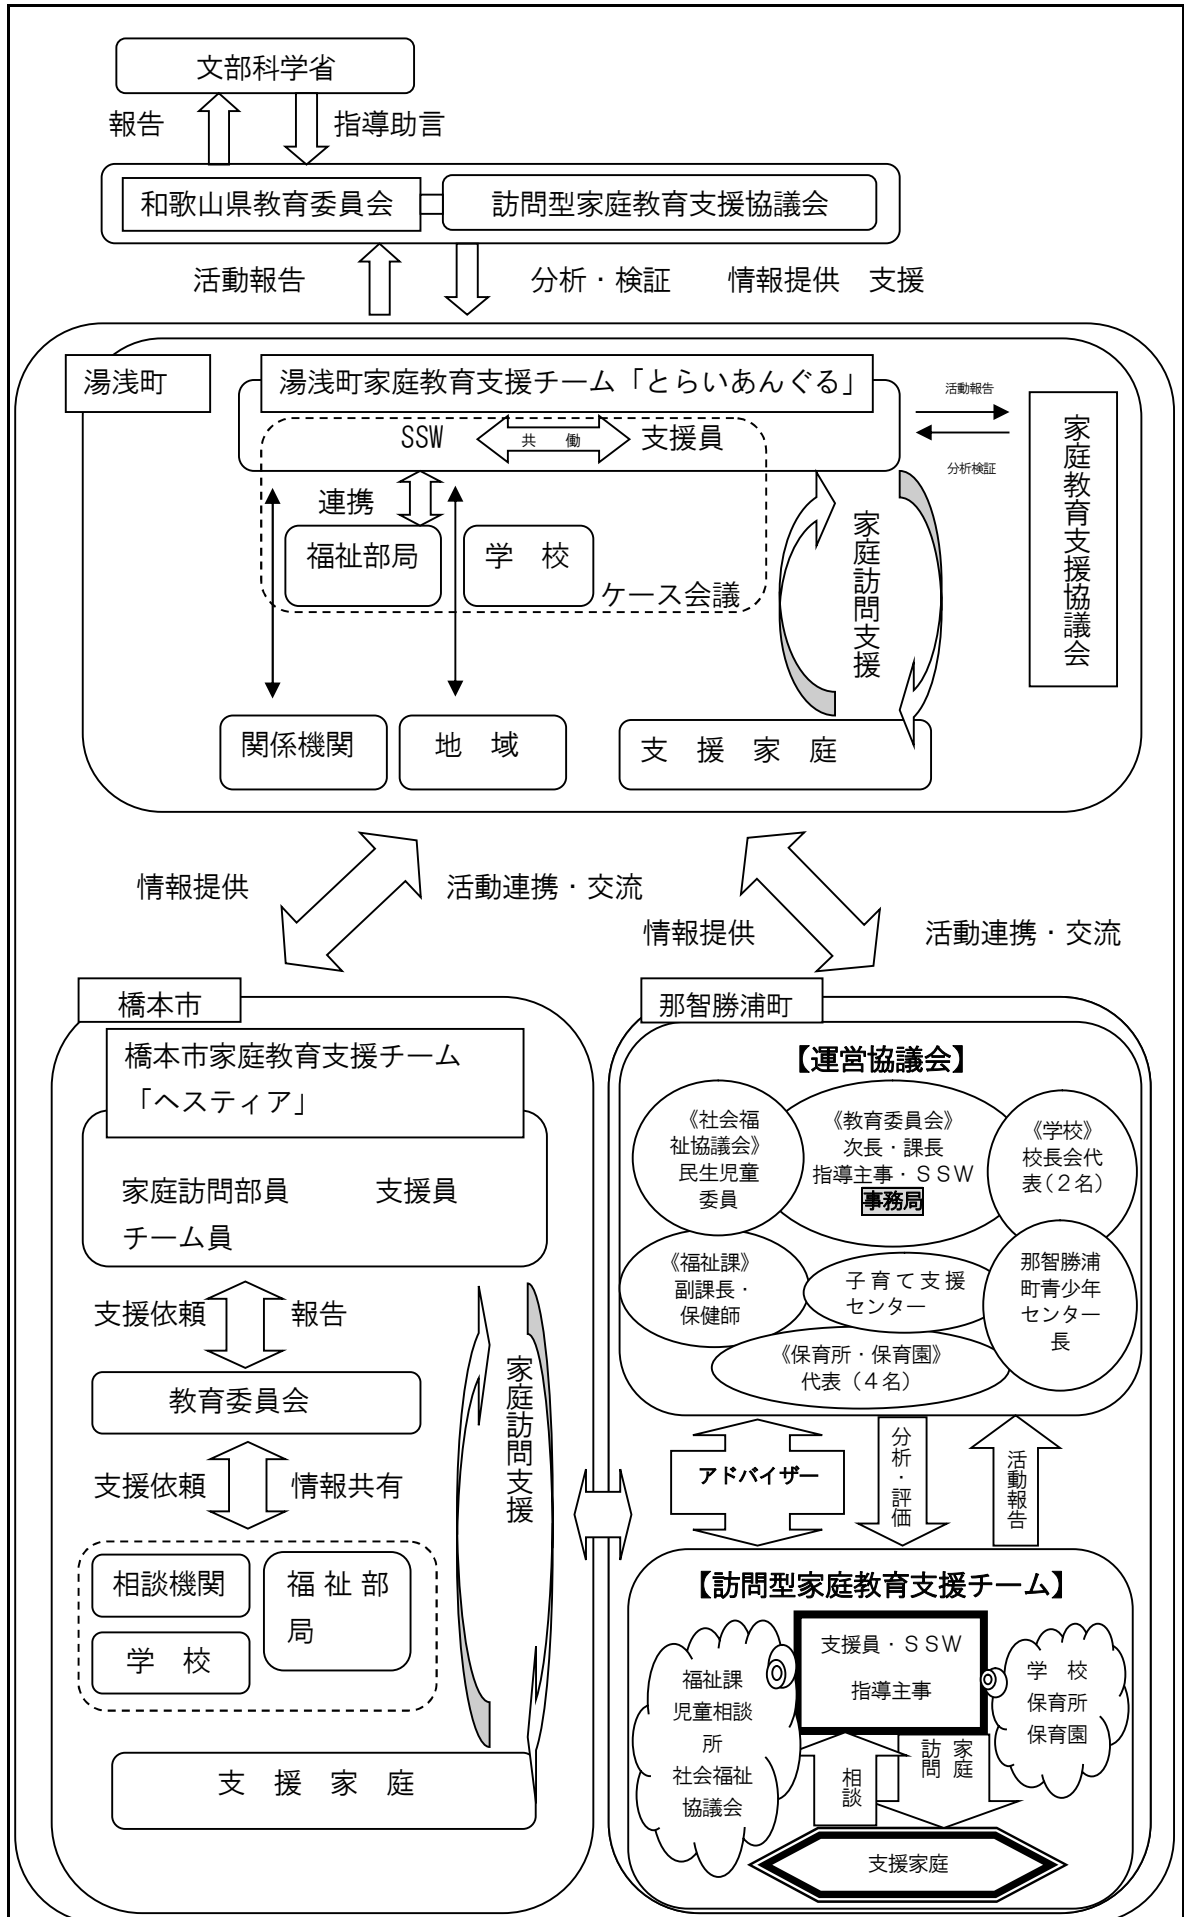 文部科学省
報告
指導助言
和歌山県教育委員会
訪問型家庭教育支援協議会
活動報告
分析・検証　情報提供　支援
湯浅町
湯浅町家庭教育支援チーム「とらいあんぐる」
SSW
共　働
支援員
連携
福祉部局
学　校
ケース会議
家庭訪問支援
活動報告
分析検証
家庭教育支援協議会
関係機関
地　域
支　援　家　庭
情報提供
活動連携・交流
情報提供
活動連携・交流
橋本市
橋本市家庭教育支援チーム
「ヘスティア」
家庭訪問部員　支援員
チーム員
支援依頼
報告
教育委員会
支援依頼
情報共有
相談機関
学　校
福 祉 部
局
家庭訪問支援
支　援　家　庭
那智勝浦町
【運営協議会】
《社会福
祉協議会》
民生児童
委員
《教育委員会》
次長・課長
指導主事・ＳＳＷ
事務局
《学校》
校長会代
表（２名）
《福祉課》
副課長・
保健師
子 育 て 支 援
センター
那智勝浦
町青少年
センター
長
《保育所・保育園》
代表（４名）
アドバイザー
分析・評価
活動報告
【訪問型家庭教育支援チーム】
福祉課
児童相談
所
社会福祉
協議会
支援員・ＳＳＷ
指導主事
学　校
保育所
保育園
相談
家庭
訪問
支援家庭